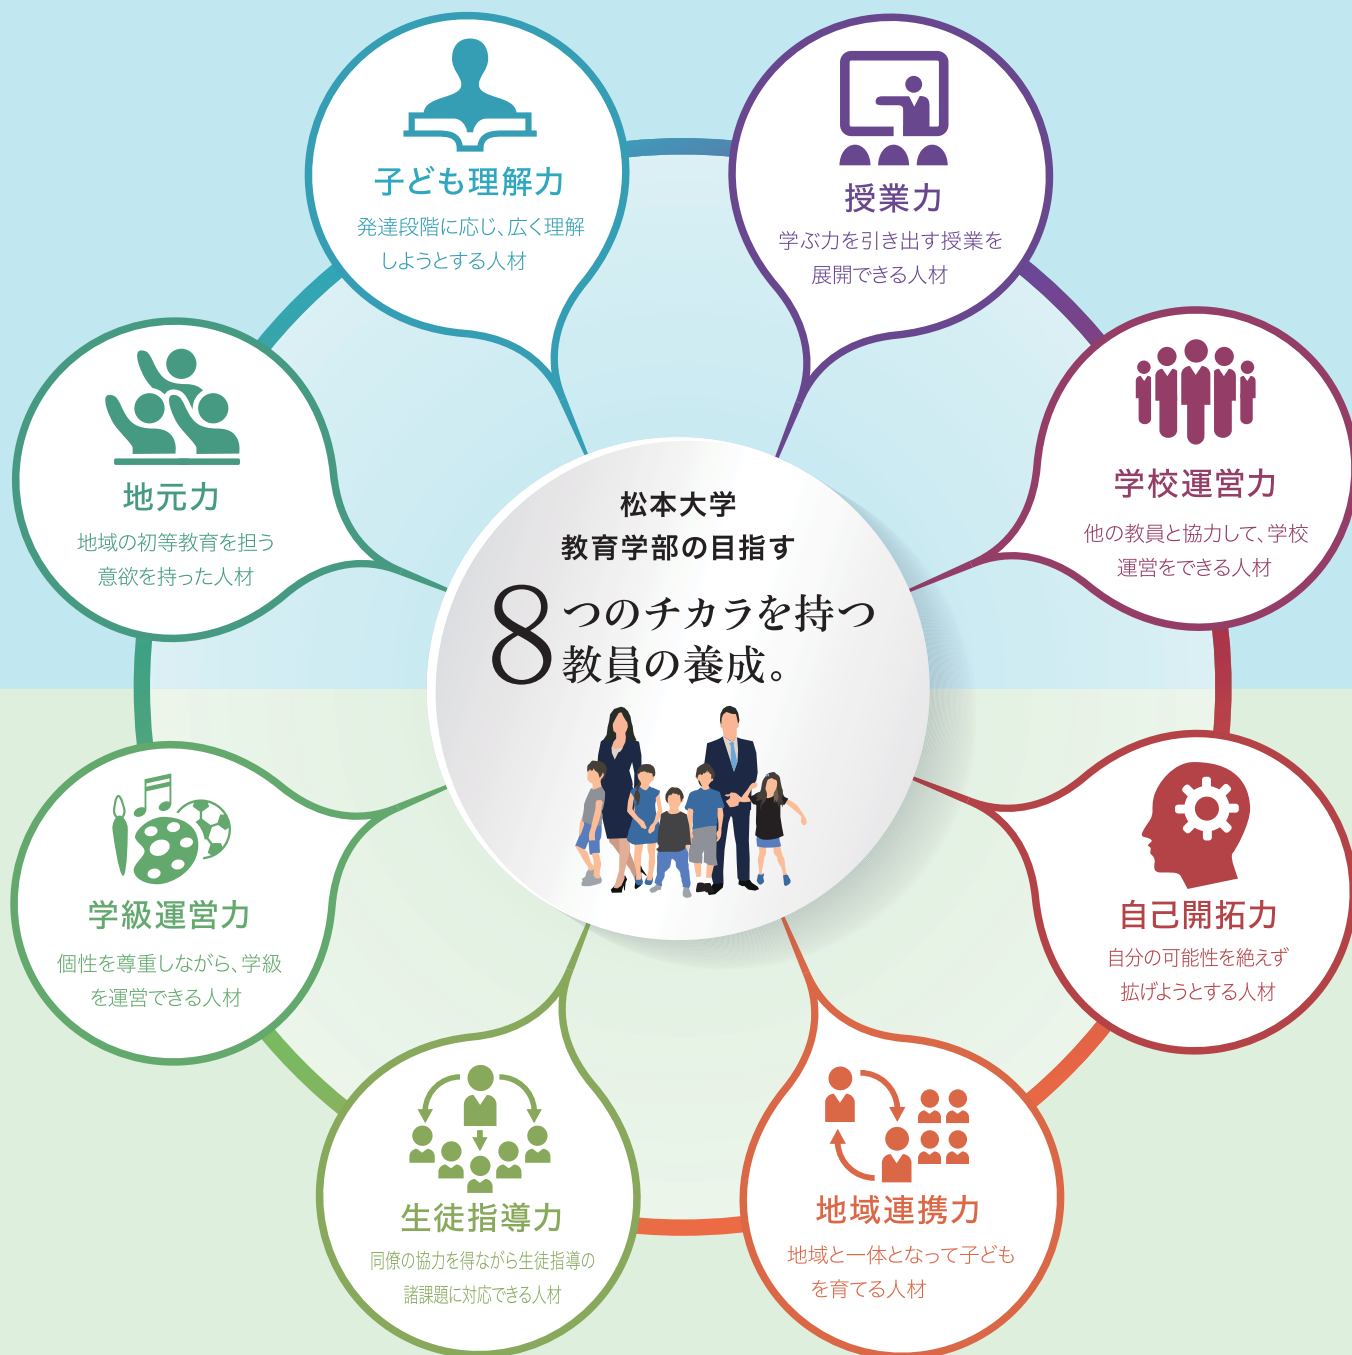 松本大学
教育学部の目指す
8つのチカラを持つ
教員の養成。
子ども理解力
発達段階に応じ、広く理解
しようとする人材
授業力
学ぶ力を引き出す授業を
展開できる人材
学校運営力
他の教員と協力して、学校
運営をできる人材
自己開拓力
自分の可能性を絶えず
拡げようとする人材
地域連携力
地域と一体となって子ども
を育てる人材
生徒指導力
同僚の協力を得ながら生徒指導の
諸課題に対応できる人材
学級運営力
個性を尊重しながら、学級
を運営できる人材
地元力
地域の初等教育を担う
意欲を持った人材